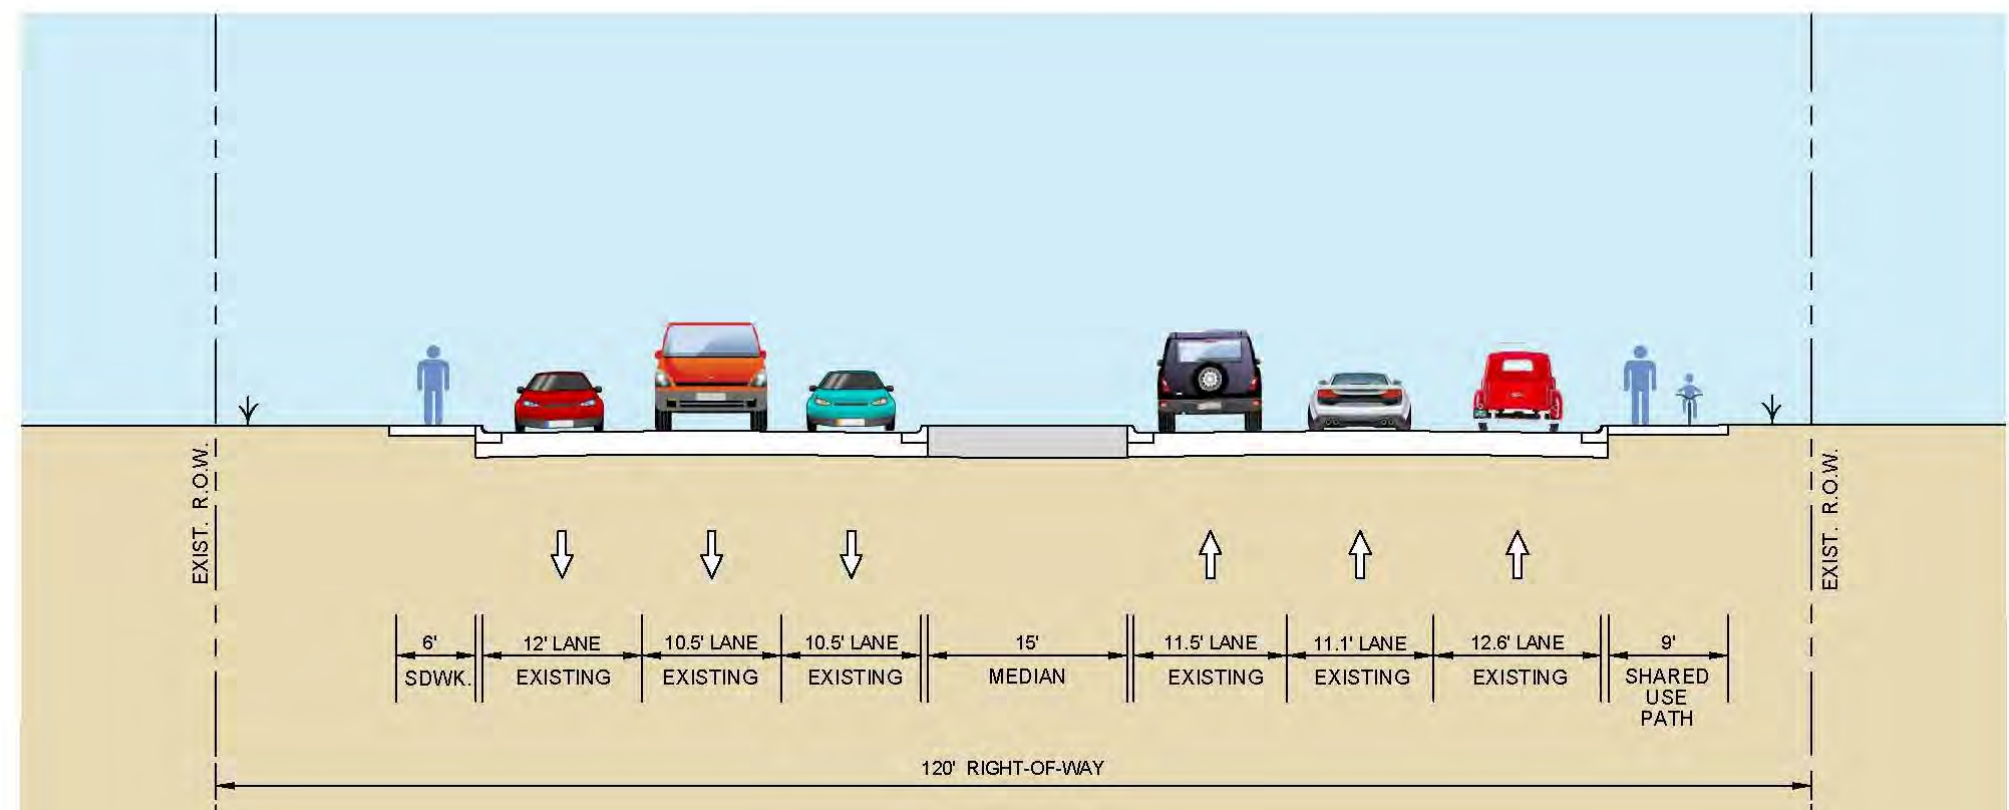 EXIST. R.O.W.
EXIST. R.O.W.
6'
12' LANE
10.5' LANE
10.5' LANE
15'
11.5' LANE
11.1' LANE
12.6' LANE
9'
SDWK.
EXISTING
EXISTING
EXISTING
MEDIAN
EXISTING
EXISTING
EXISTING
SHARED
USE
PATH
120' RIGHT-OF-WAY